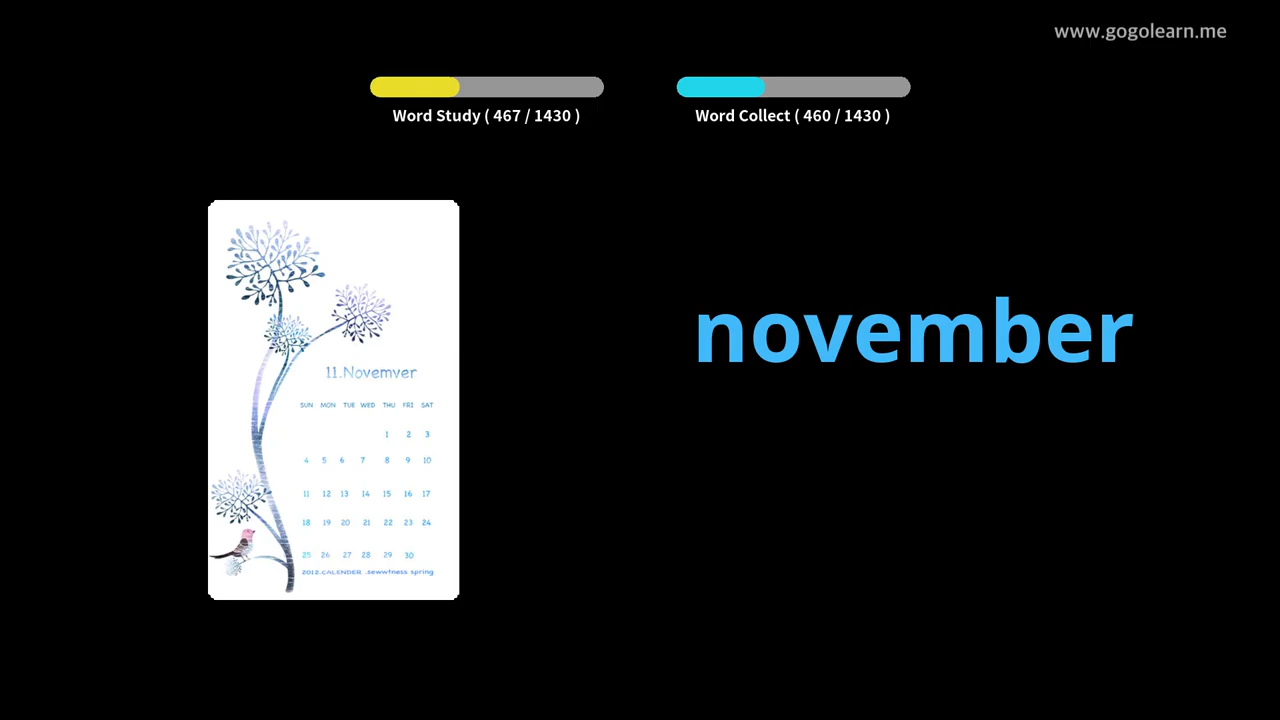 www.gogolearn.me
Word Study ( 467 / 1430 )
Word Collect ( 460 / 1430 )
november
11.Novemver
SUN MON TUE WED THU FRI SAT
1 2 3
4 5 6 7 8 9 10
11 12 13 14 15 16 17
18 19 20 21 22 23 24
25 26 27 28 29 30
2012.CALENDER .sewwtness spring